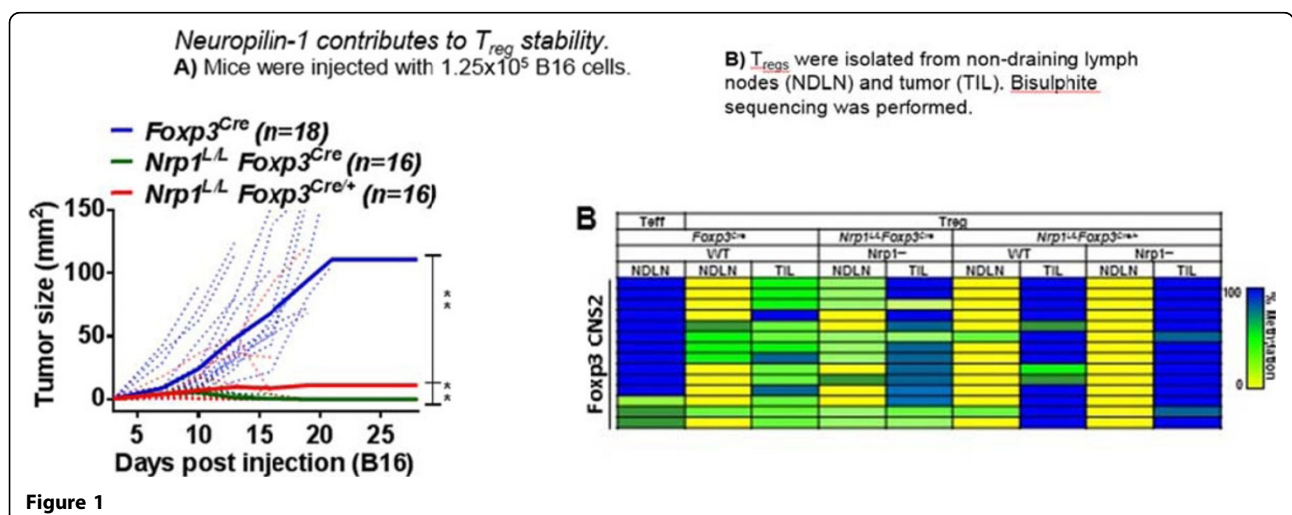 Neuropilin-1 contributes to Treg stability.
A) Mice were injected with 1.25x10⁵ B16 cells.
B) Tregs were isolated from non-draining lymph
nodes (NDLN) and tumor (TIL). Bisulphite
sequencing was performed.
Foxp3Cre (n=18)
Nrp1L/L Foxp3Cre (n=16)
Nrp1L/L Foxp3Cre/+ (n=16)
Tumor size (mm²)
150
100
50
0
5 10 15 20 25
Days post injection (B16)
**
**
B
Teff Treg
Foxp3Cre Nrp1L/LFoxp3Cre Nrp1L/LFoxp3Cre/+
WT Nrp1– WT Nrp1–
NDLN NDLN TIL NDLN TIL NDLN TIL NDLN TIL
Foxp3 CNS2
100
0
% Metylation
Figure 1